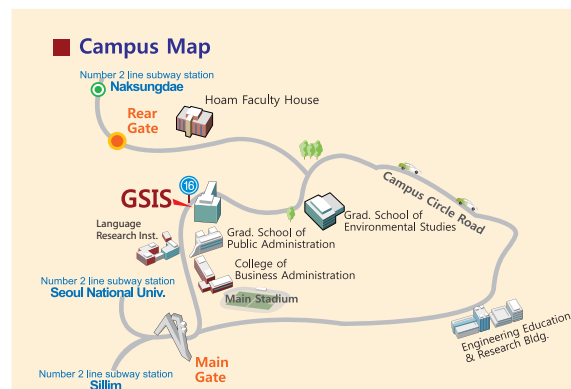 Campus Map
Number 2 line subway station
Naksungdae
Rear
Gate
Hoam Faculty House
GSIS
16
Campus Circle Road
Grad. School of
Environmental Studies
Language
Research Inst.
Grad. School of
Public Administration
College of
Business Administration
Number 2 line subway station
Seoul National Univ.
Main Stadium
Engineering Education
& Research Bldg.
Main
Gate
Number 2 line subway station
Sillim